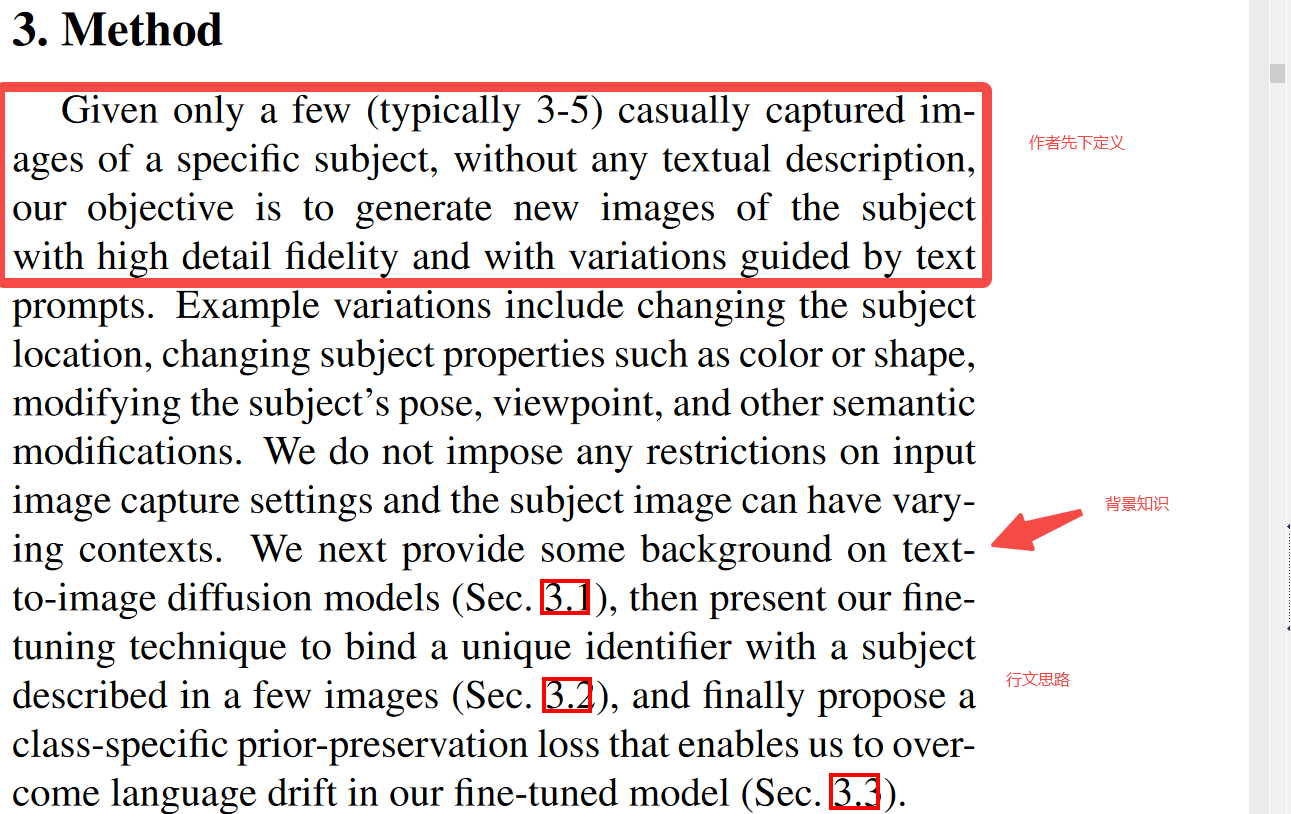 3. Method
Given only a few (typically 3-5) casually captured im-
ages of a specific subject, without any textual description,
our objective is to generate new images of the subject
with high detail fidelity and with variations guided by text
prompts. Example variations include changing the subject
location, changing subject properties such as color or shape,
modifying the subject's pose, viewpoint, and other semantic
modifications. We do not impose any restrictions on input
image capture settings and the subject image can have vary-
ing contexts. We next provide some background on text-
to-image diffusion models (Sec. 3.1), then present our fine-
tuning technique to bind a unique identifier with a subject
described in a few images (Sec. 3.2), and finally propose a
class-specific prior-preservation loss that enables us to over-
come language drift in our fine-tuned model (Sec. 3.3).
作者先下定义
背景知识
行文思路